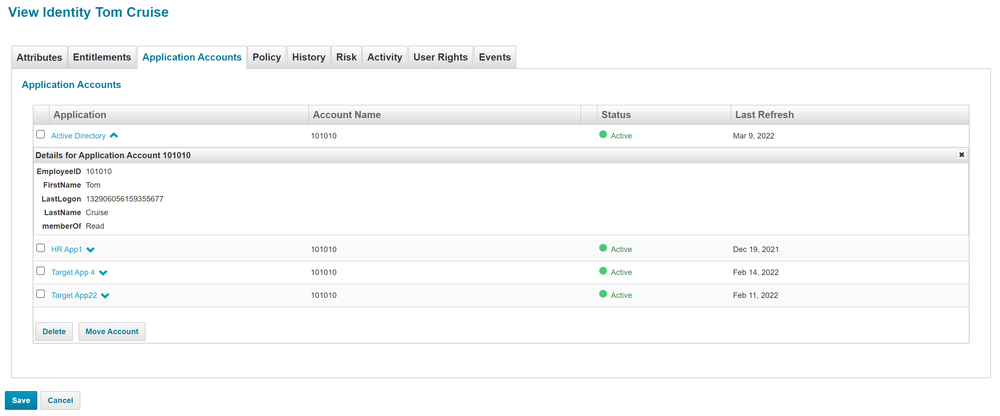 View Identity Tom Cruise
Attributes Entitlements Application Accounts Policy History Risk Activity User Rights Events
Application Accounts
Application Account Name Status Last Refresh
Active Directory 101010 Active Mar 9, 2022
Details for Application Account 101010
EmployeeID 101010
FirstName Tom
LastLogon 132906056159355677
LastName Cruise
memberOf Read
HR App1 101010 Active Dec 19, 2021
Target App 4 101010 Active Feb 14, 2022
Target App22 101010 Active Feb 11, 2022
Delete Move Account
Save Cancel